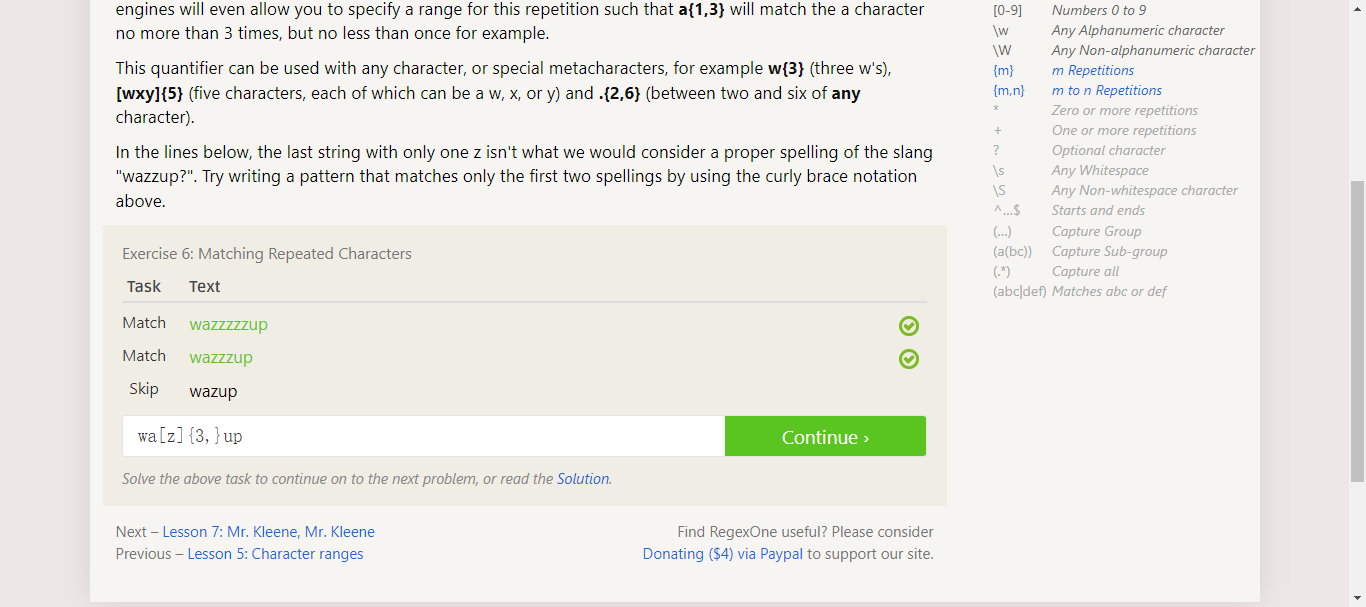 engines will even allow you to specify a range for this repetition such that a{1,3} will match the a character
no more than 3 times, but no less than once for example.
This quantifier can be used with any character, or special metacharacters, for example w{3} (three w's),
[wxy]{5} (five characters, each of which can be a w, x, or y) and .{2,6} (between two and six of any
character).
In the lines below, the last string with only one z isn't what we would consider a proper spelling of the slang
"wazzup?". Try writing a pattern that matches only the first two spellings by using the curly brace notation
above.
Exercise 6: Matching Repeated Characters
Task Text
Match wazzzzzup
Match wazzzup
Skip wazup
wa[z]{3,}up
Continue ›
Solve the above task to continue on to the next problem, or read the Solution.
Next – Lesson 7: Mr. Kleene, Mr. Kleene
Previous – Lesson 5: Character ranges
Find RegexOne useful? Please consider
Donating ($4) via Paypal to support our site.
[0-9] Numbers 0 to 9
\w Any Alphanumeric character
\W Any Non-alphanumeric character
{m} m Repetitions
{m,n} m to n Repetitions
* Zero or more repetitions
+ One or more repetitions
? Optional character
\s Any Whitespace
\S Any Non-whitespace character
^…$ Starts and ends
(…) Capture Group
(a(bc)) Capture Sub-group
(.*) Capture all
(abc|def) Matches abc or def